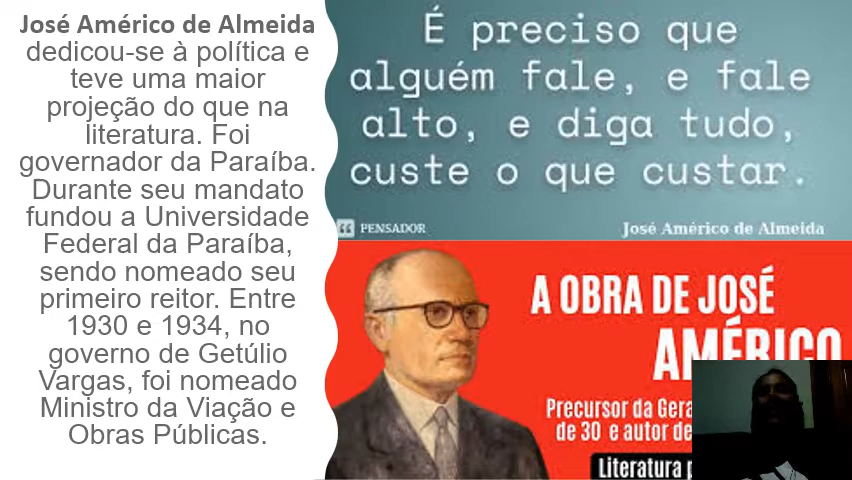 José Américo de Almeida
dedicou-se à política e
teve uma maior
projeção do que na
literatura. Foi
governador da Paraíba.
Durante seu mandato
fundou a Universidade
Federal da Paraíba,
sendo nomeado seu
primeiro reitor. Entre
1930 e 1934, no
governo de Getúlio
Vargas, foi nomeado
Ministro da Viação e
Obras Públicas.
É preciso que
alguém fale, e fale
alto, e diga tudo,
custe o que custar.
PENSADOR
José Américo de Almeida
A OBRA DE JOSÉ
AMÉRICO
Precursor da
de 30 e autor de
Literatura